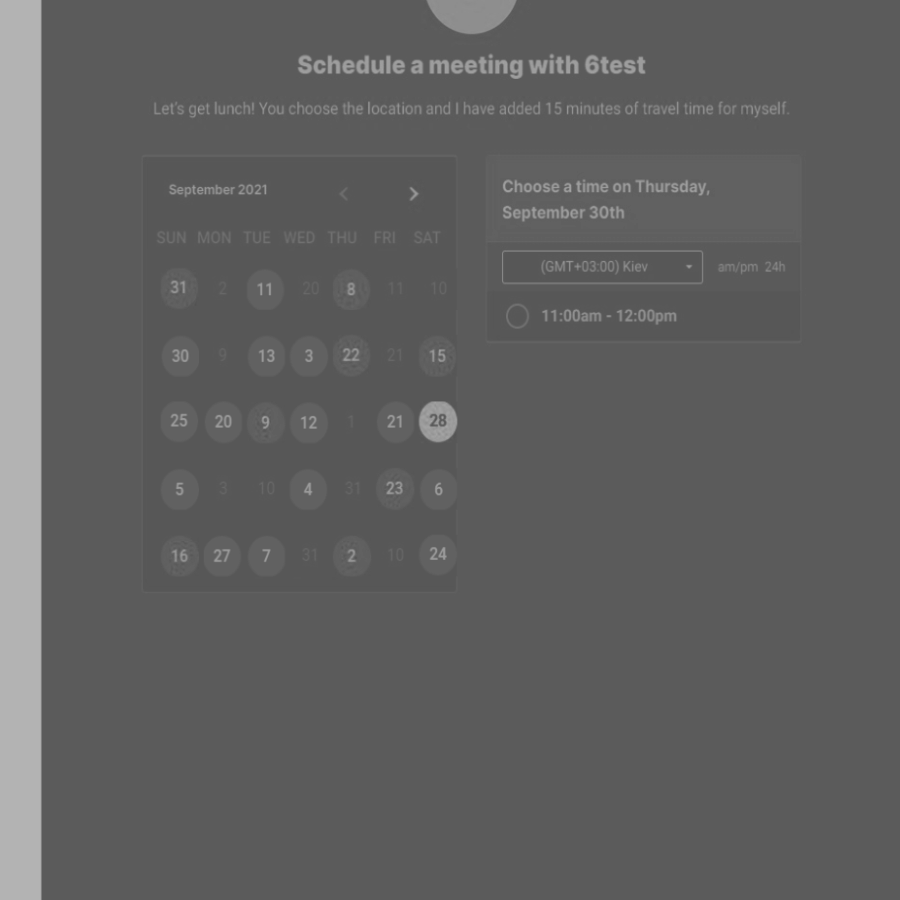 Schedule a meeting with 6test
Let's get lunch! You choose the location and I have added 15 minutes of travel time for myself.
September 2021
SUN MON TUE WED THU FRI SAT
31 2 11 20 8 11 10
30 9 13 3 22 21 15
25 20 9 12 1 21 28
5 3 10 4 31 23 6
16 27 7 31 2 10 24
Choose a time on Thursday,
September 30th
(GMT+03:00) Kiev am/pm 24h
11:00am - 12:00pm